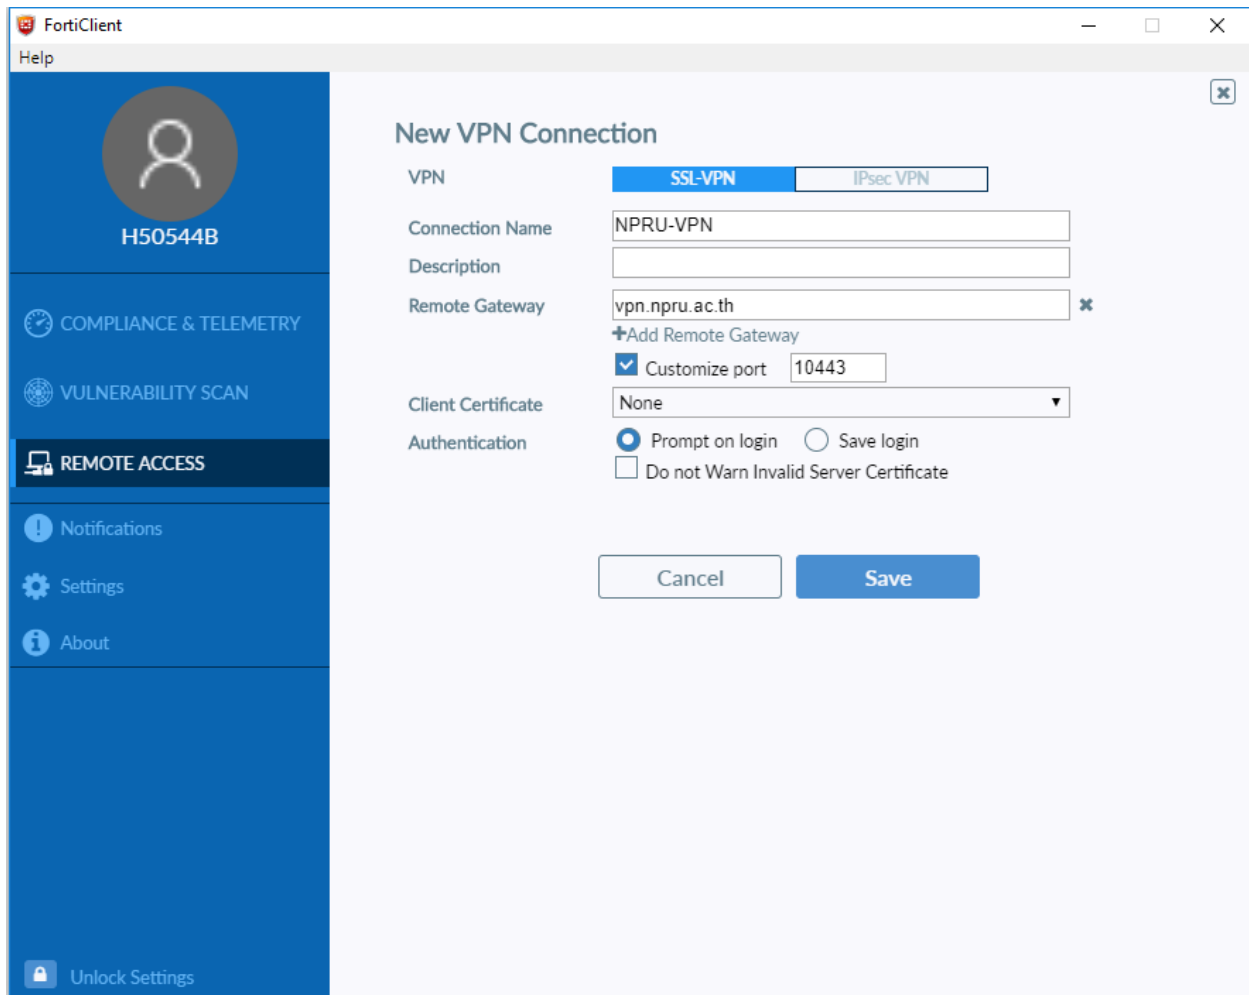 FortiClient
Help
H50544B
COMPLIANCE & TELEMETRY
VULNERABILITY SCAN
REMOTE ACCESS
Notifications
Settings
About
Unlock Settings
New VPN Connection
VPN SSL-VPN IPsec VPN
Connection Name NPRU-VPN
Description
Remote Gateway vpn.npru.ac.th
+Add Remote Gateway
Customize port 10443
Client Certificate None
Authentication Prompt on login Save login
Do not Warn Invalid Server Certificate
Cancel Save